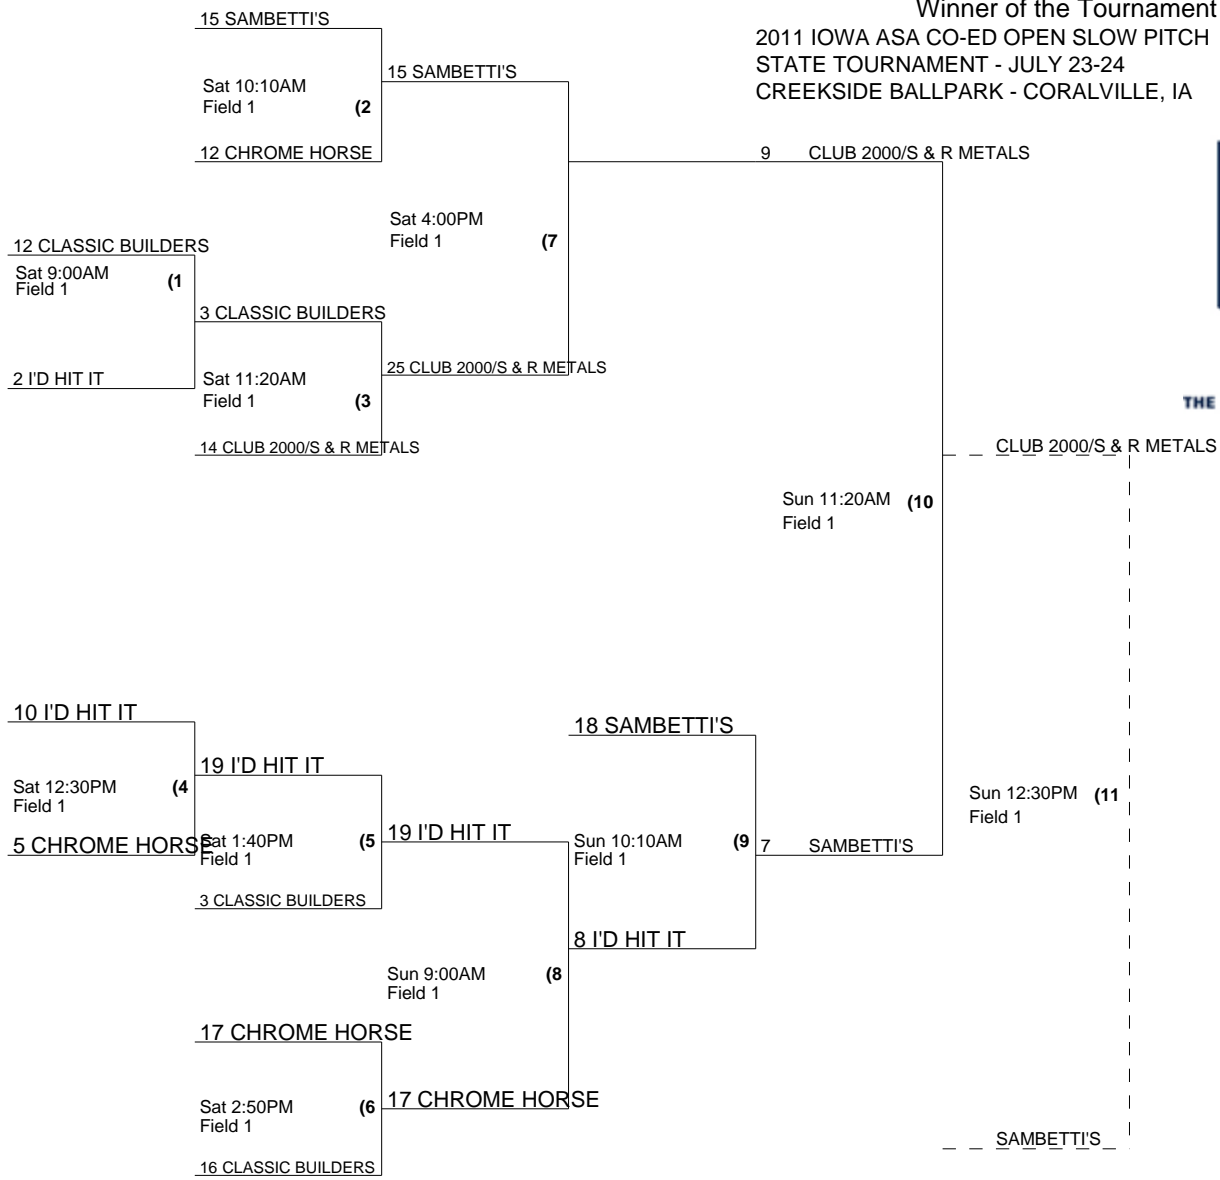 Winner of the Tournament
2011 IOWA ASA CO-ED OPEN SLOW PITCH
STATE TOURNAMENT - JULY 23-24
CREEKSIDE BALLPARK - CORALVILLE, IA
15 SAMBETTI'S
Sat 10:10AM
Field 1 (2
12 CHROME HORSE
15 SAMBETTI'S
9 CLUB 2000/S & R METALS
Sat 4:00PM
Field 1 (7
12 CLASSIC BUILDERS
Sat 9:00AM
Field 1 (1
2 I'D HIT IT
3 CLASSIC BUILDERS
Sat 11:20AM
Field 1 (3
14 CLUB 2000/S & R METALS
25 CLUB 2000/S & R METALS
THE
CLUB 2000/S & R METALS
Sun 11:20AM (10
Field 1
10 I'D HIT IT
Sat 12:30PM (4
Field 1
5 CHROME HORSE
19 I'D HIT IT
Sat 1:40PM (5
Field 1
3 CLASSIC BUILDERS
19 I'D HIT IT
18 SAMBETTI'S
Sun 10:10AM (9
Field 1
7 SAMBETTI'S
8 I'D HIT IT
Sun 12:30PM (11
Field 1
Sun 9:00AM (8
Field 1
17 CHROME HORSE
Sat 2:50PM (6
Field 1
16 CLASSIC BUILDERS
17 CHROME HORSE
SAMBETTI'S